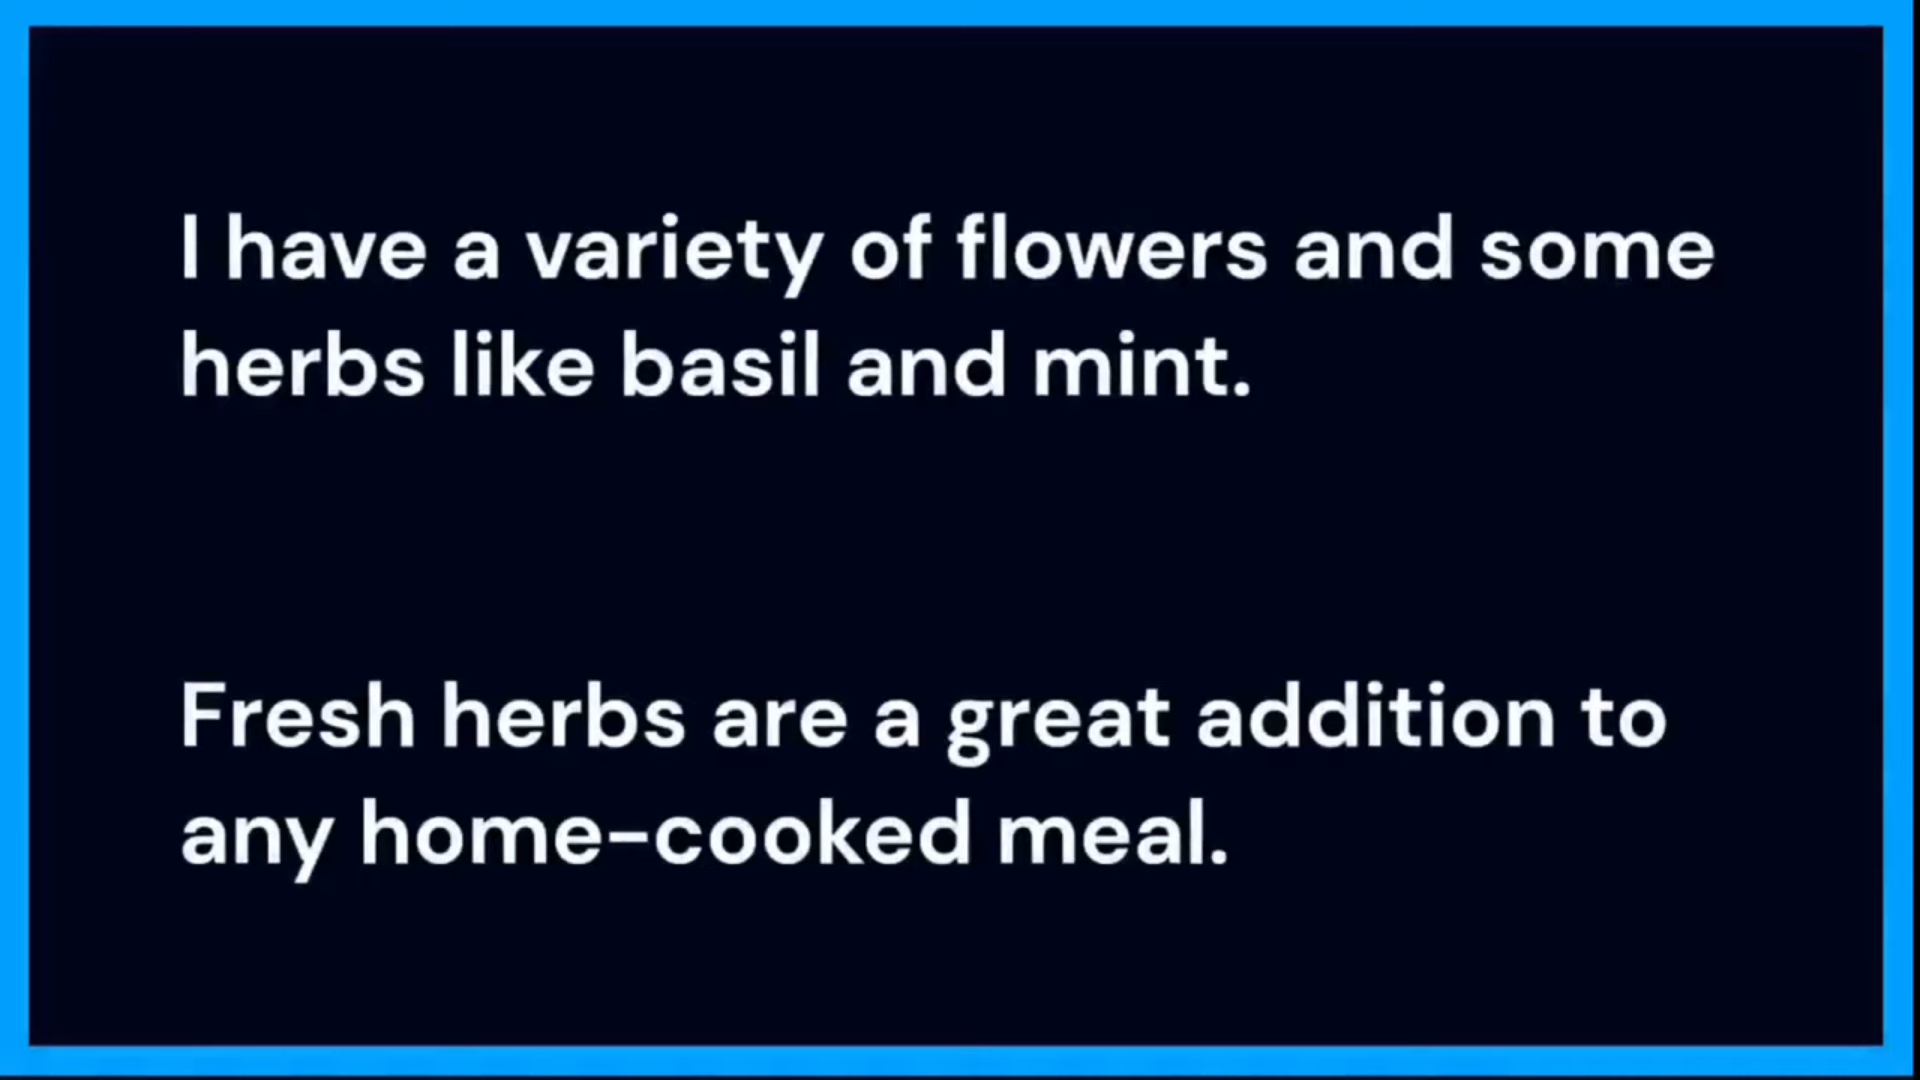 I have a variety of flowers and some
herbs like basil and mint.
Fresh herbs are a great addition to
any home-cooked meal.